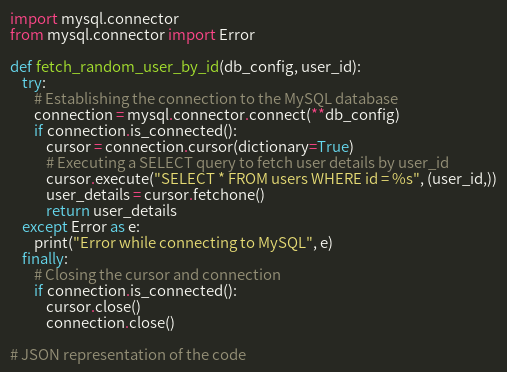 import mysql.connector
from mysql.connector import Error

def fetch_random_user_by_id(db_config, user_id):
    try:
        # Establishing the connection to the MySQL database
        connection = mysql.connector.connect(**db_config)
        if connection.is_connected():
            cursor = connection.cursor(dictionary=True)
            # Executing a SELECT query to fetch user details by user_id
            cursor.execute("SELECT * FROM users WHERE id = %s", (user_id,))
            user_details = cursor.fetchone()
            return user_details
    except Error as e:
        print("Error while connecting to MySQL", e)
    finally:
        # Closing the cursor and connection
        if connection.is_connected():
            cursor.close()
            connection.close()

# JSON representation of the code